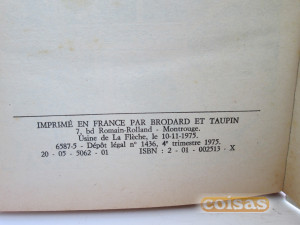 IMPRIMÉ EN FRANCE PAR BRODARD ET TAUPIN
7, bd Romain-Rolland - Montrouge.
Usine de La Flèche, le 10-11-1975.
6587-5 - Dépôt légal n° 1436, 4e trimestre 1975.
20 - 05 - 5062 - 01 ISBN : 2 - 01 - 002513 - X
coisas